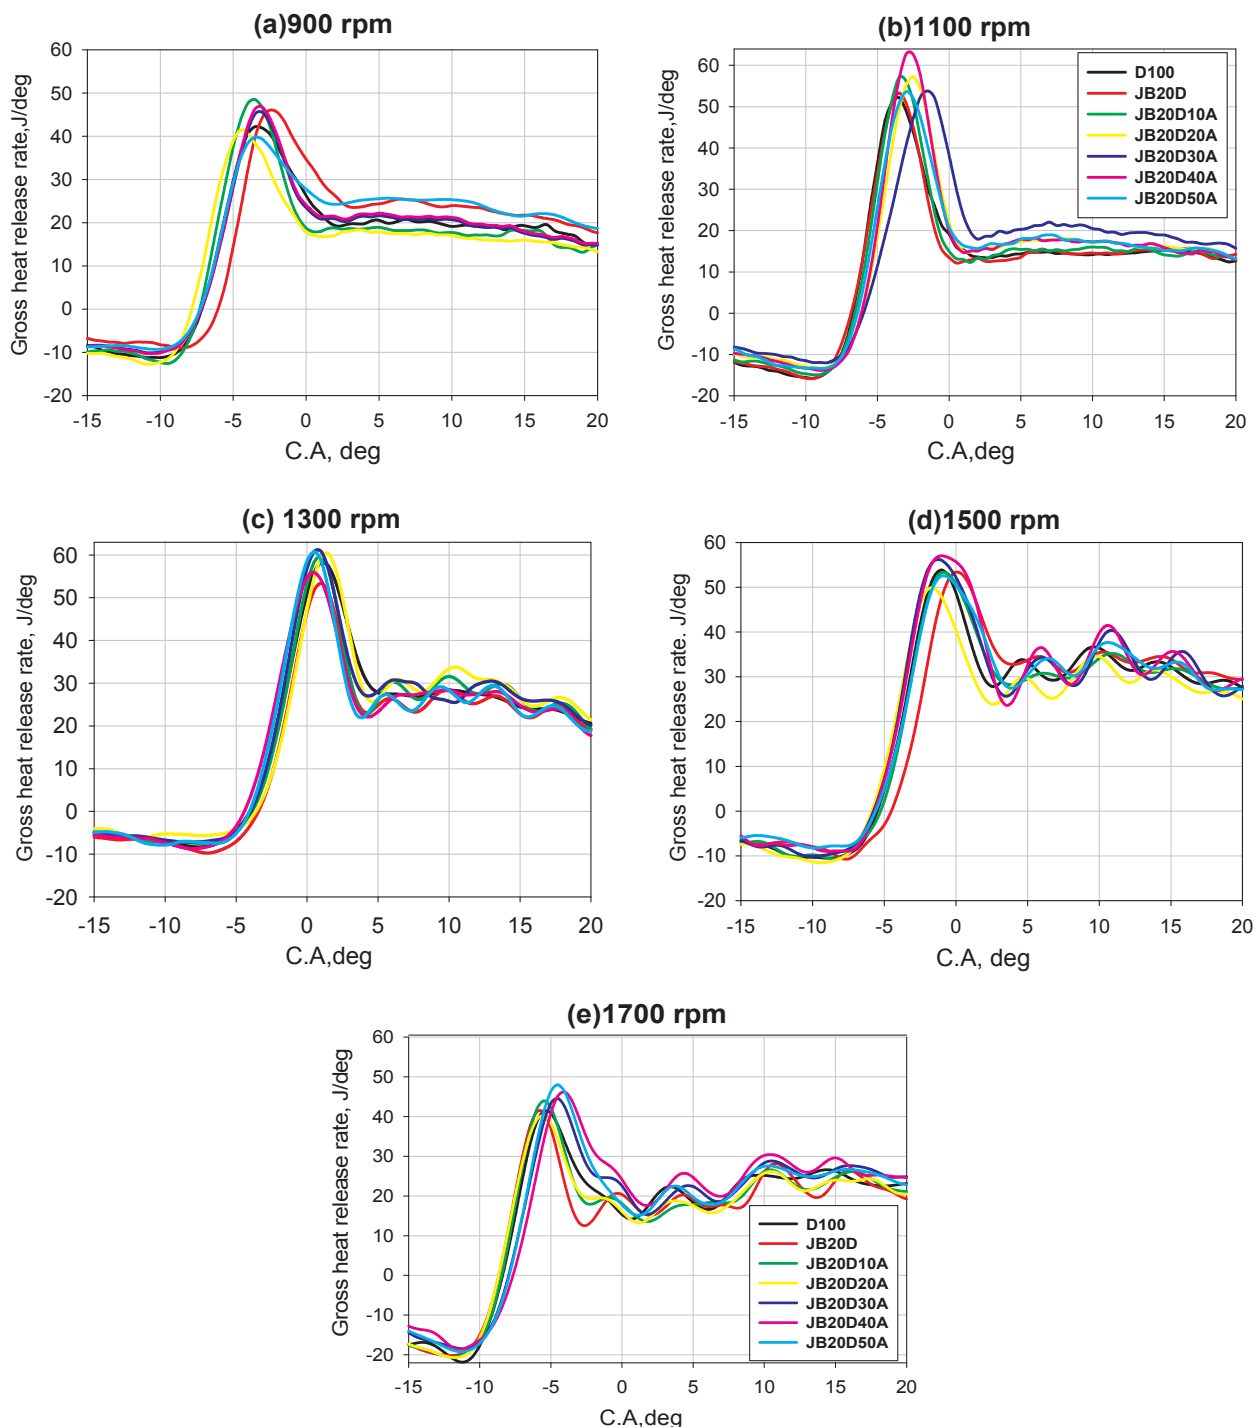 (a)900 rpm
Gross heat release rate,J/deg
60
50
40
30
20
10
0
-10
-20
-15 -10 -5 0 5 10 15 20
C.A, deg
(b)1100 rpm
Gross heat release rate,J/deg
60
50
40
30
20
10
0
-10
-20
D100
JB20D
JB20D10A
JB20D20A
JB20D30A
JB20D40A
JB20D50A
-15 -10 -5 0 5 10 15 20
C.A,deg
(c) 1300 rpm
Gross heat release rate, J/deg
60
50
40
30
20
10
0
-10
-20
-15 -10 -5 0 5 10 15 20
C.A,deg
(d)1500 rpm
Gross heat release rate. J/deg
60
50
40
30
20
10
0
-10
-20
-15 -10 -5 0 5 10 15 20
C.A, deg
(e)1700 rpm
Gross heat release rate, J/deg
60
50
40
30
20
10
0
-10
-20
D100
JB20D
JB20D10A
JB20D20A
JB20D30A
JB20D40A
JB20D50A
-15 -10 -5 0 5 10 15 20
C.A,deg